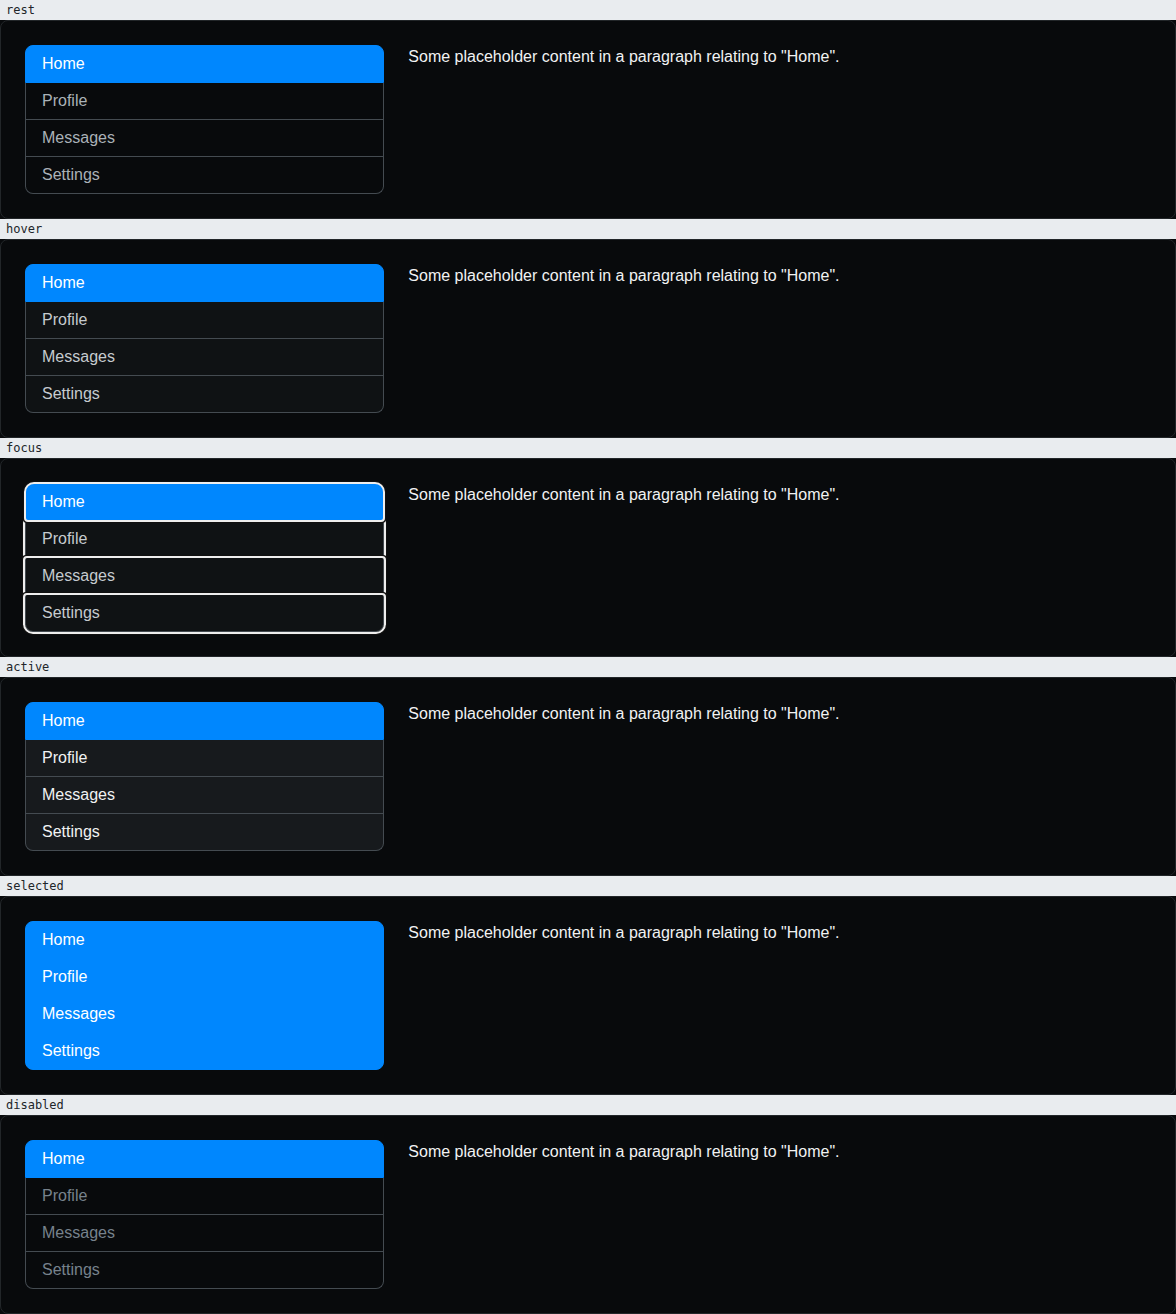 rest
Home
Some placeholder content in a paragraph relating to "Home".
Profile
Messages
Settings
hover
Home
Some placeholder content in a paragraph relating to "Home".
Profile
Messages
Settings
focus
Home
Some placeholder content in a paragraph relating to "Home".
Profile
Messages
Settings
active
Home
Some placeholder content in a paragraph relating to "Home".
Profile
Messages
Settings
selected
Home
Some placeholder content in a paragraph relating to "Home".
Profile
Messages
Settings
disabled
Home
Some placeholder content in a paragraph relating to "Home".
Profile
Messages
Settings